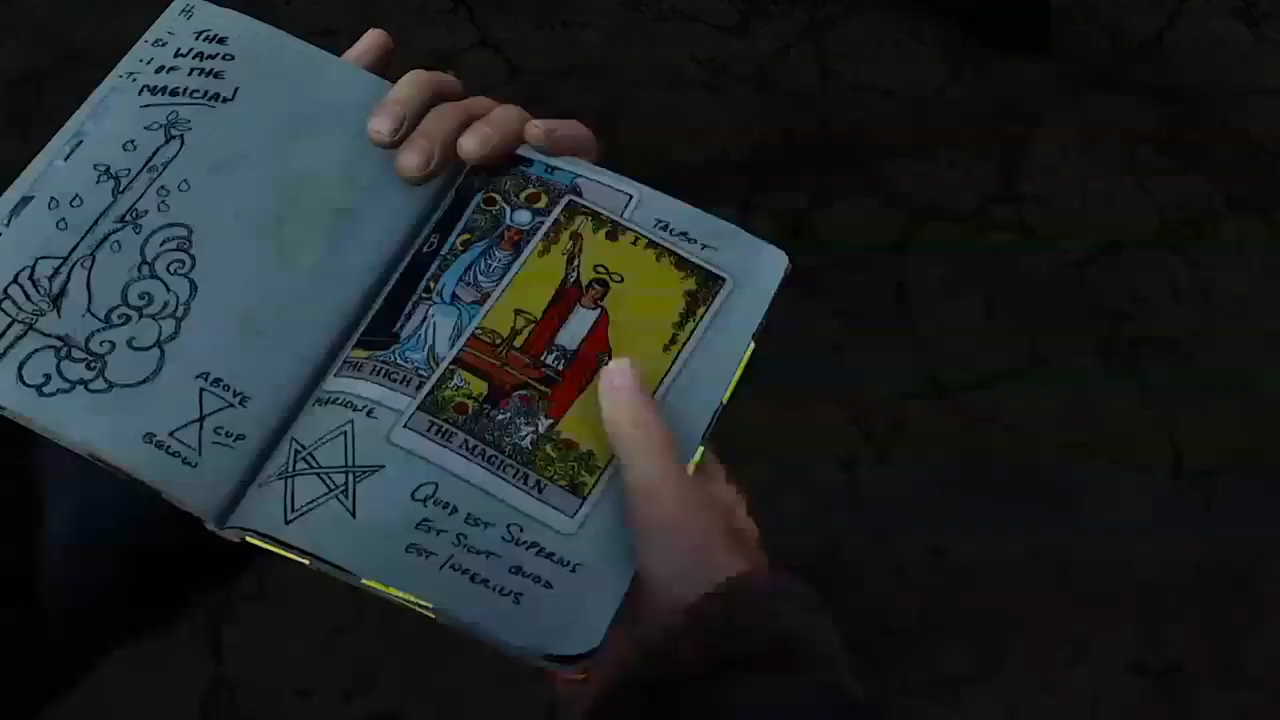 THE
WAND
OF THE
MAGICIAN
ABOVE
CUP
BELOW
TALBOT
I
THE HIGH
THE MAGICIAN
MARLOWE
B
QUOD EST SUPERIUS
EST SICUT QUOD
EST INFERIUS